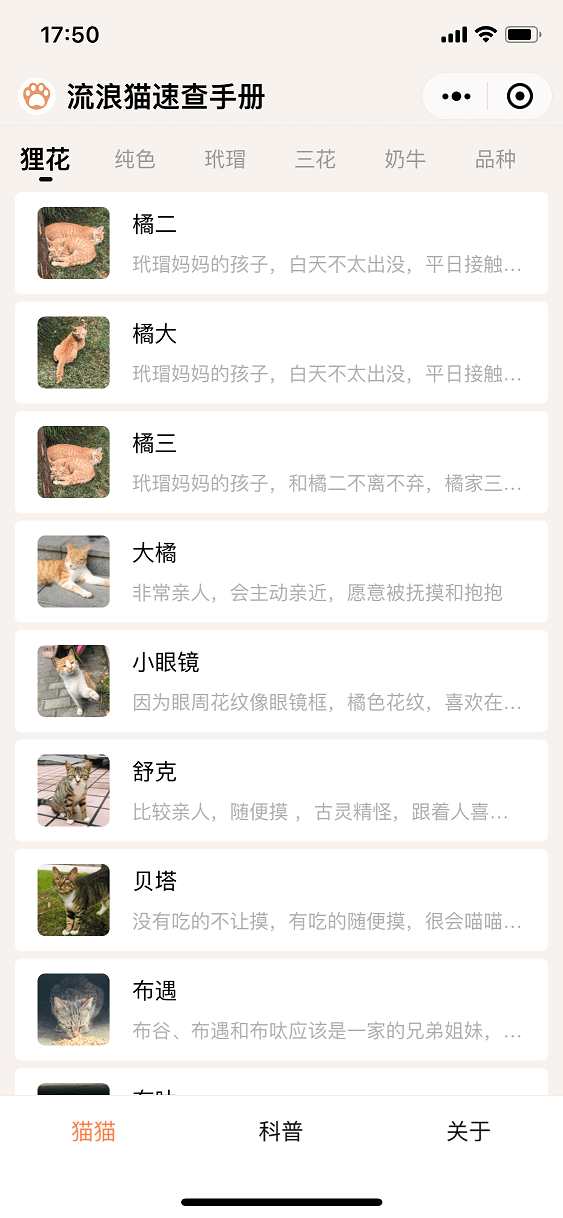 17:50
流浪猫速查手册
狸花 纯色 玳瑁 三花 奶牛 品种
橘二
玳瑁妈妈的孩子，白天不太出没，平日接触…
橘大
玳瑁妈妈的孩子，白天不太出没，平日接触…
橘三
玳瑁妈妈的孩子，和橘二不离不弃，橘家三…
大橘
非常亲人，会主动亲近，愿意被抚摸和抱抱
小眼镜
因为眼周花纹像眼镜框，橘色花纹，喜欢在…
舒克
比较亲人，随便摸 ，古灵精怪，跟着人喜…
贝塔
没有吃的不让摸，有吃的随便摸，很会喵喵…
布遇
布谷、布遇和布呔应该是一家的兄弟姐妹，…
猫猫 科普 关于